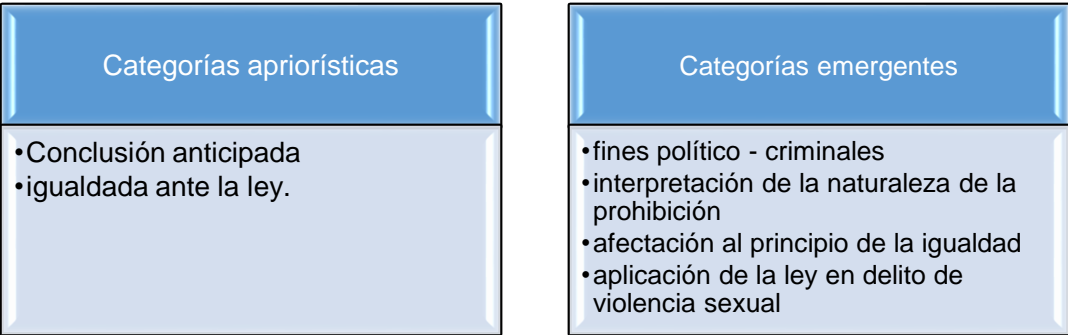 Categorías apriorísticas
•Conclusión anticipada
•igualdada ante la ley.
Categorías emergentes
•fines político - criminales
•interpretación de la naturaleza de la
prohibición
•afectación al principio de la igualdad
•aplicación de la ley en delito de
violencia sexual